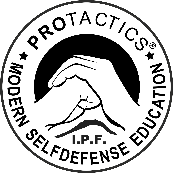 PROTACTICS®
I.P.F.
★ MODERN SELFDEFENSE EDUCATION ★